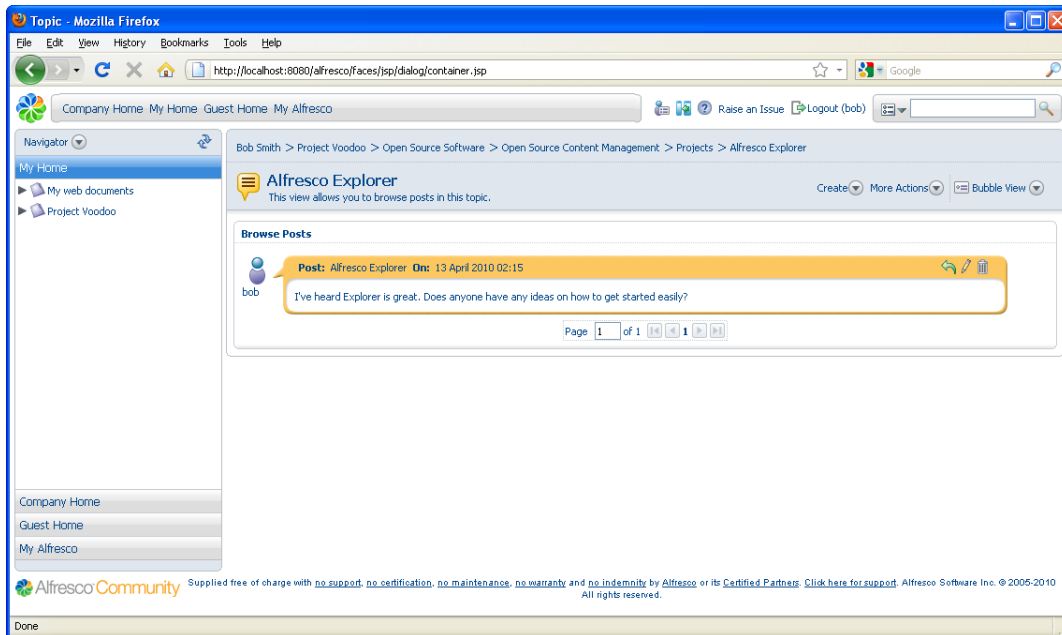 Topic - Mozilla Firefox
File Edit View History Bookmarks Tools Help
http://localhost:8080/alfresco/faces/jsp/dialog/container.jsp
Google
Company Home My Home Guest Home My Alfresco
Raise an Issue Logout (bob)
Navigator
My Home
My web documents
Project Voodoo
Company Home
Guest Home
My Alfresco
Bob Smith > Project Voodoo > Open Source Software > Open Source Content Management > Projects > Alfresco Explorer
Alfresco Explorer
This view allows you to browse posts in this topic.
Create More Actions Bubble View
Browse Posts
Post: Alfresco Explorer On: 13 April 2010 02:15
bob
I've heard Explorer is great. Does anyone have any ideas on how to get started easily?
Page 1 of 1 1
Alfresco Community
Supplied free of charge with no support, no certification, no maintenance, no warranty and no indemnity by Alfresco or its Certified Partners. Click here for support. Alfresco Software Inc. © 2005-2010
All rights reserved.
Done